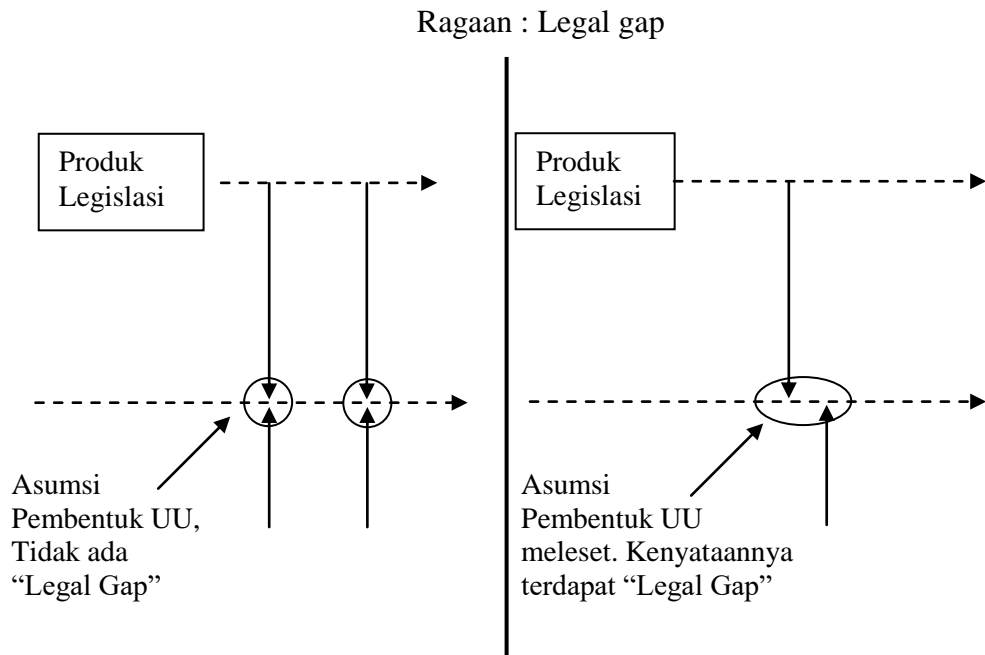 Ragaan : Legal gap
Produk
Legislasi
Asumsi
Pembentuk UU,
Tidak ada
“Legal Gap”
Produk
Legislasi
Asumsi
Pembentuk UU
meleset. Kenyataannya
terdapat “Legal Gap”